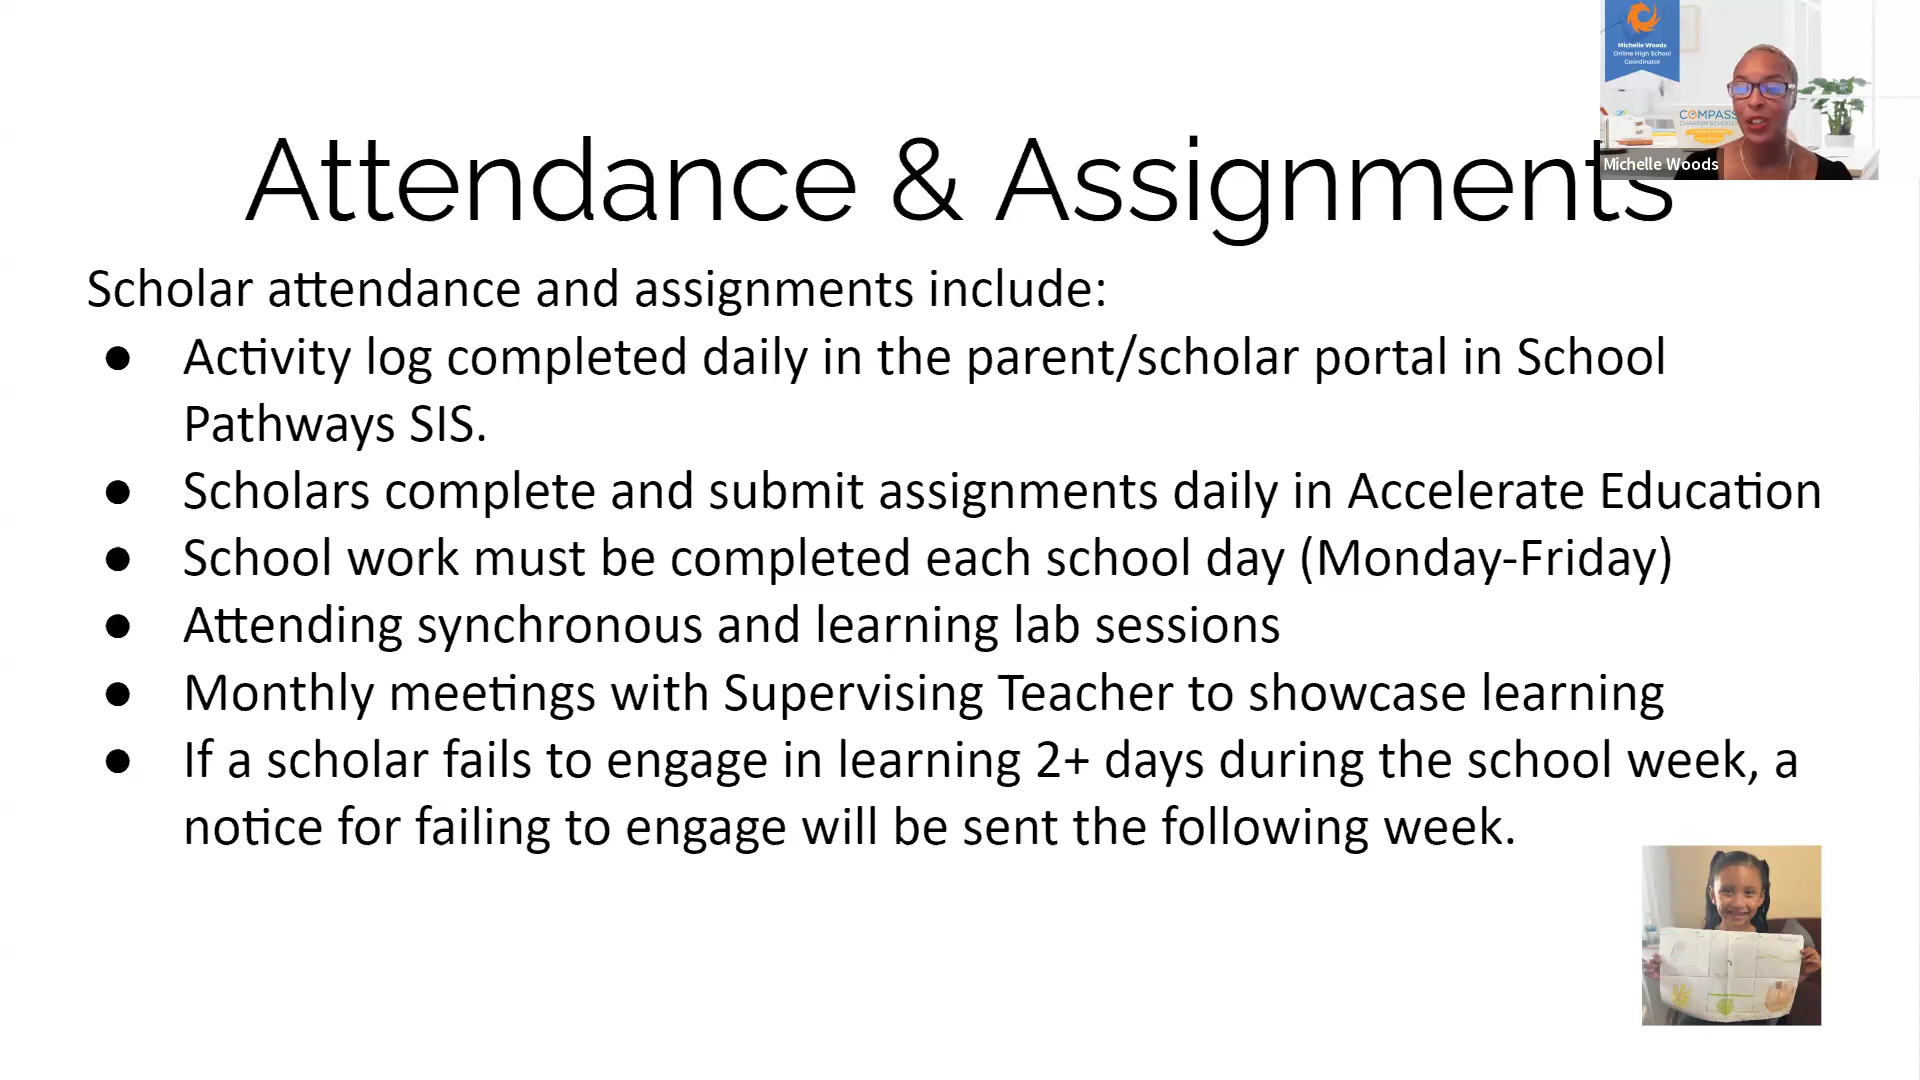 Michelle Woods
Online High School
Coordinator
COMPASS
CHARTER SCHOOLS
Michelle Woods
Attendance & Assignments
Scholar attendance and assignments include:
● Activity log completed daily in the parent/scholar portal in School
Pathways SIS.
● Scholars complete and submit assignments daily in Accelerate Education
● School work must be completed each school day (Monday-Friday)
● Attending synchronous and learning lab sessions
● Monthly meetings with Supervising Teacher to showcase learning
● If a scholar fails to engage in learning 2+ days during the school week, a
notice for failing to engage will be sent the following week.